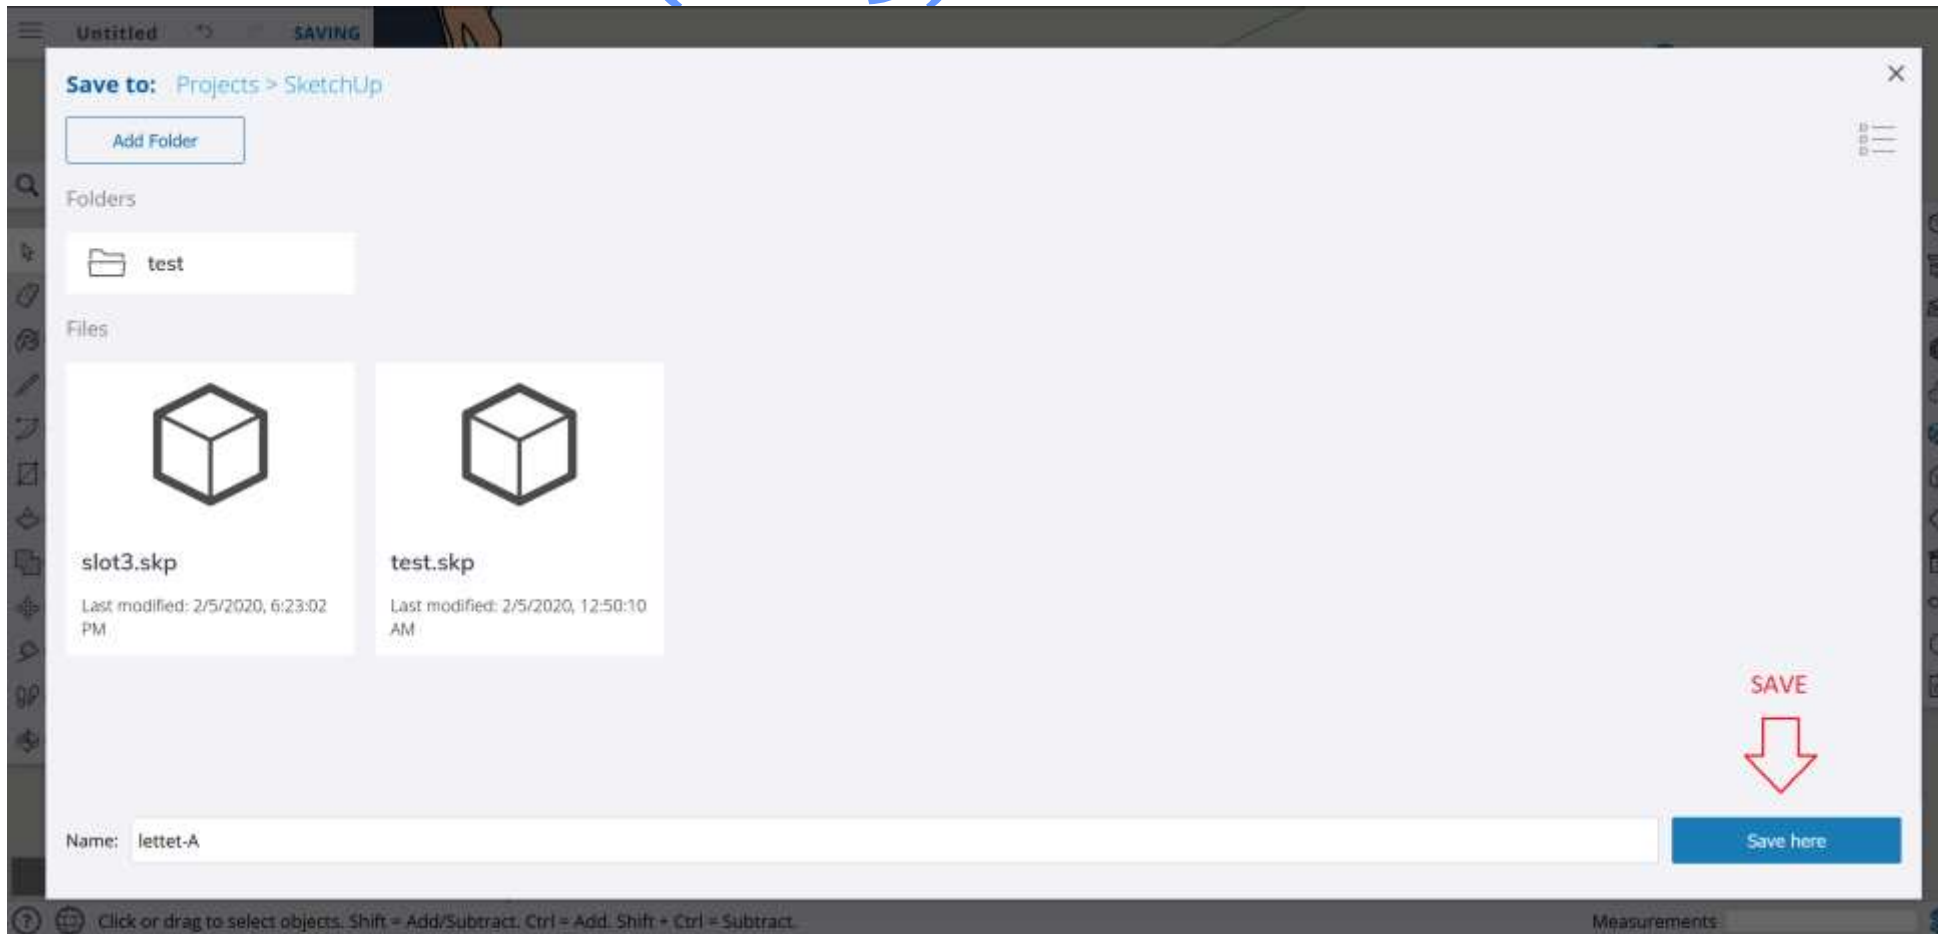 Untitled
SAVING
Save to: Projects > SketchUp
Add Folder
Folders
test
Files
slot3.skp
Last modified: 2/5/2020, 6:23:02
PM
test.skp
Last modified: 2/5/2020, 12:50:10
AM
SAVE
Name: lettet-A
Save here
Click or drag to select objects. Shift = Add/Subtract. Ctrl = Add. Shift + Ctrl = Subtract.
Measurements